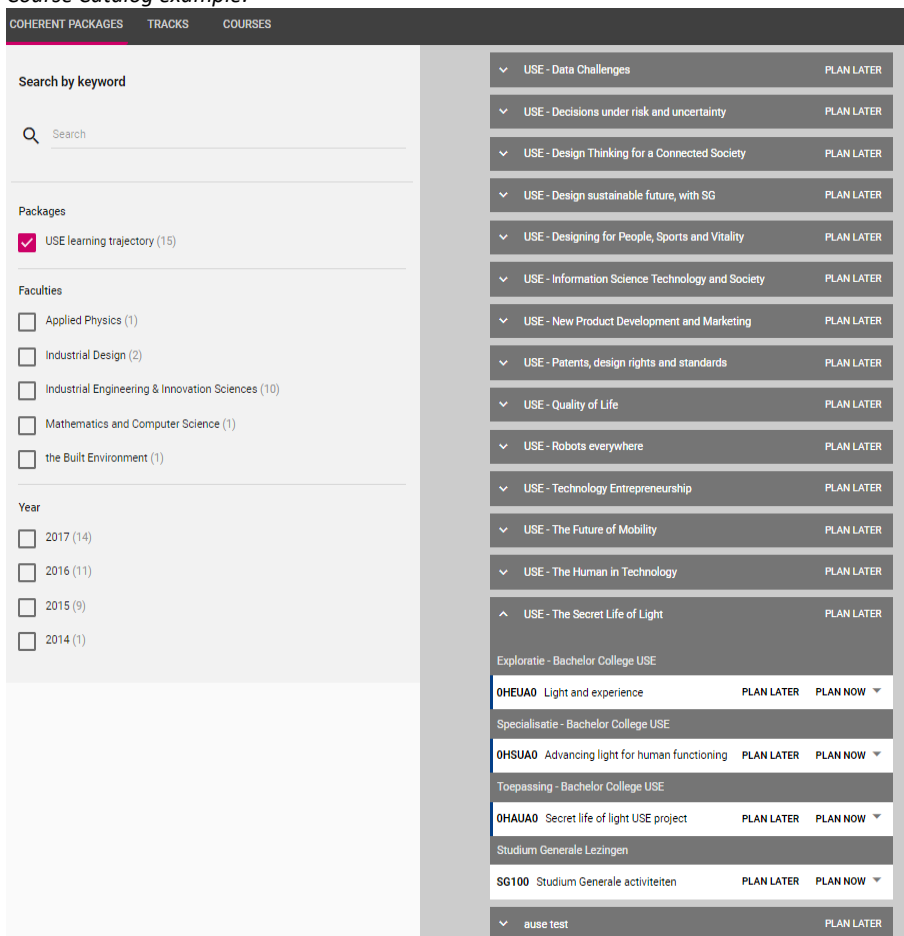 Course Catalog example:
COHERENT PACKAGES TRACKS COURSES
Search by keyword
Search
Packages
USE learning trajectory (15)
Faculties
Applied Physics (1)
Industrial Design (2)
Industrial Engineering & Innovation Sciences (10)
Mathematics and Computer Science (1)
the Built Environment (1)
Year
2017 (14)
2016 (11)
2015 (9)
2014 (1)
USE - Data Challenges PLAN LATER
USE - Decisions under risk and uncertainty PLAN LATER
USE - Design Thinking for a Connected Society PLAN LATER
USE - Design sustainable future, with SG PLAN LATER
USE - Designing for People, Sports and Vitality PLAN LATER
USE - Information Science Technology and Society PLAN LATER
USE - New Product Development and Marketing PLAN LATER
USE - Patents, design rights and standards PLAN LATER
USE - Quality of Life PLAN LATER
USE - Robots everywhere PLAN LATER
USE - Technology Entrepreneurship PLAN LATER
USE - The Future of Mobility PLAN LATER
USE - The Human in Technology PLAN LATER
USE - The Secret Life of Light PLAN LATER
Exploratie - Bachelor College USE
0HEUA0 Light and experience PLAN LATER PLAN NOW
Specialisatie - Bachelor College USE
0HSUA0 Advancing light for human functioning PLAN LATER PLAN NOW
Toepassing - Bachelor College USE
0HAUA0 Secret life of light USE project PLAN LATER PLAN NOW
Studium Generale Lezingen
SG100 Studium Generale activiteiten PLAN LATER PLAN NOW
ause test PLAN LATER